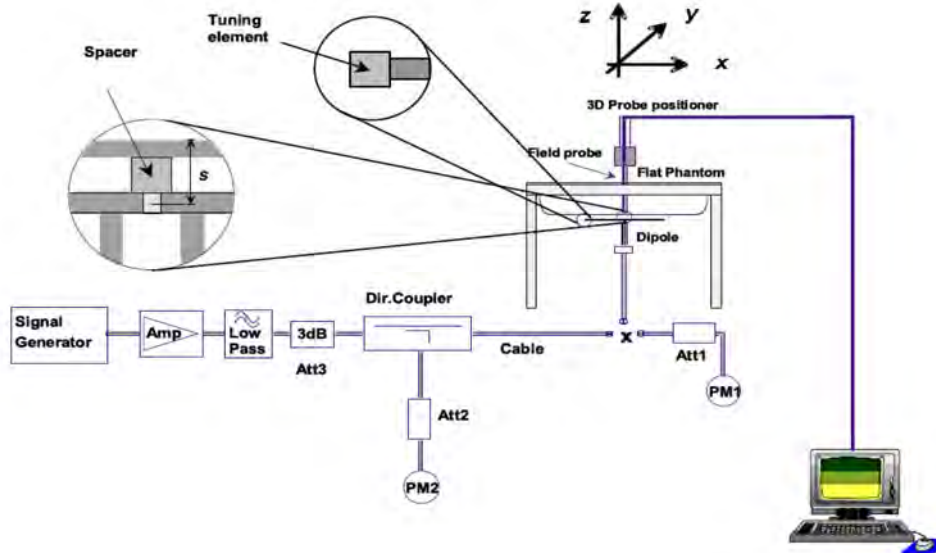 Tuning
element
Spacer
s
z
y
x
3D Probe positioner
Field probe
Flat Phantom
Dipole
Dir.Coupler
Signal
Generator
Amp
Low
Pass
3dB
Att3
Cable
x
Att1
PM1
Att2
PM2